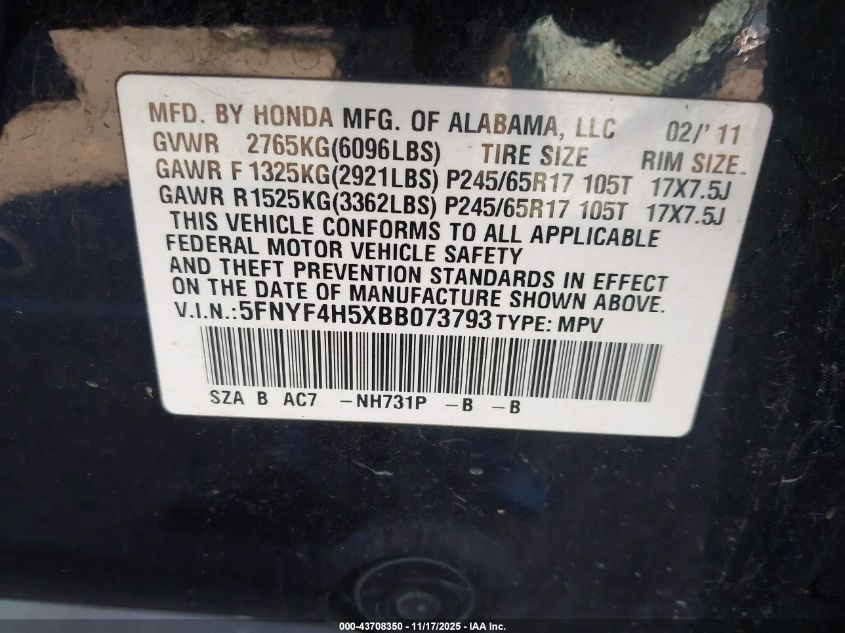 MFD. BY HONDA MFG. OF ALABAMA, LLC 02/'11
GVWR 2765KG(6096LBS) TIRE SIZE RIM SIZE.
GAWR F 1325KG(2921LBS) P245/65R17 105T 17X7.5J
GAWR R 1525KG(3362LBS) P245/65R17 105T 17X7.5J
THIS VEHICLE CONFORMS TO ALL APPLICABLE
FEDERAL MOTOR VEHICLE SAFETY
AND THEFT PREVENTION STANDARDS IN EFFECT
ON THE DATE OF MANUFACTURE SHOWN ABOVE.
V.I.N.:5FNYF4H5XBB073793 TYPE: MPV
SZA B AC7 -NH731P -B -B
000-43708350 - 11/17/2025 - IAA Inc.